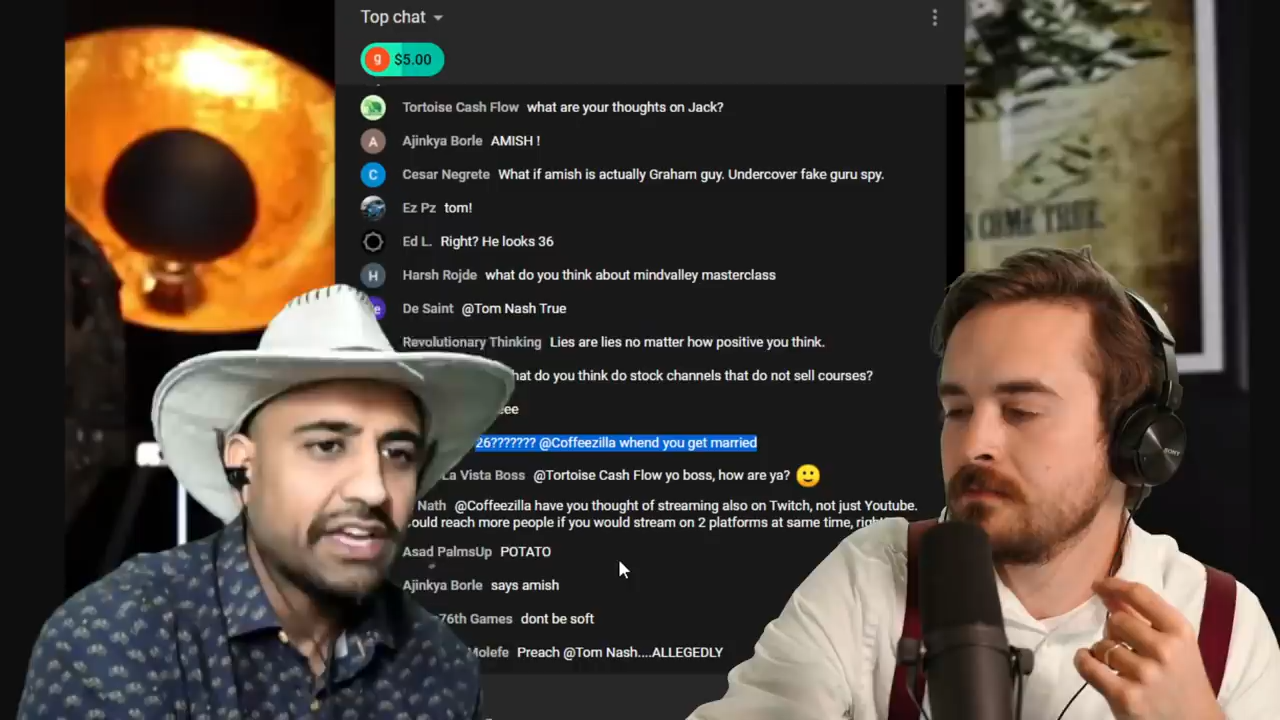 Top chat
g $5.00
Tortoise Cash Flow what are your thoughts on Jack?
A Ajinkya Borle AMISH !
C Cesar Negrete What if amish is actually Graham guy. Undercover fake guru spy.
Ez Pz tom!
Ed L. Right? He looks 36
H Harsh Rojde what do you think about mindvalley masterclass
e De Saint @Tom Nash True
Revolutionary Thinking Lies are lies no matter how positive you think.
hat do you think do stock channels that do not sell courses?
eee
26??????? @Coffeezilla whend you get married
La Vista Boss @Tortoise Cash Flow yo boss, how are ya?
Nath @Coffeezilla have you thought of streaming also on Twitch, not just Youtube.
ould reach more people if you would stream on 2 platforms at same time, righ
Asad PalmsUp POTATO
Ajinkya Borle says amish
76th Games dont be soft
Molefe Preach @Tom Nash....ALLEGEDLY
COME TRUE.
SONY